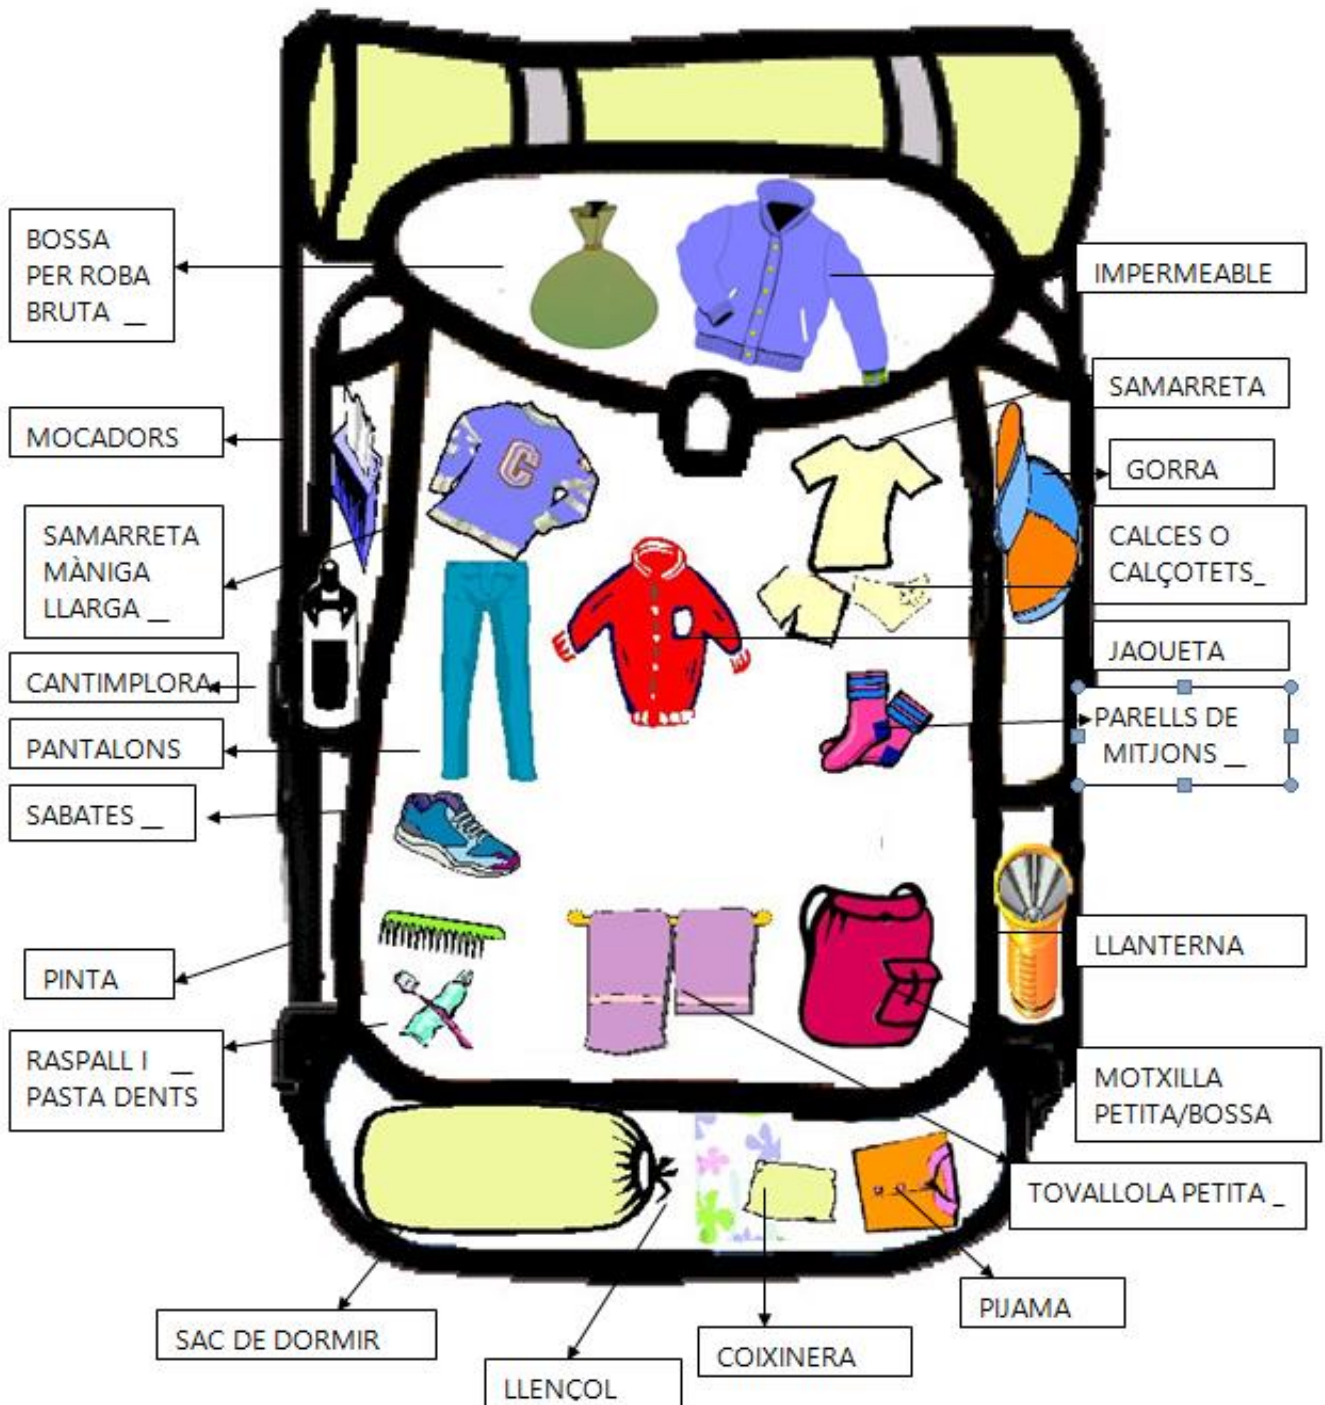 BOSSA
PER ROBA
BRUTA __
IMPERMEABLE
SAMARRETA
MOCADORS
GORRA
SAMARRETA
MÀNIGA
LLARGA __
CALCES O
CALÇOTETS_
C
JAQUETA
CANTIMPLORA
PARELLS DE
MITJONS __
PANTALONS
SABATES __
LLANTERNA
PINTA
RASPALL I __
PASTA DENTS
MOTXILLA
PETITA/BOSSA
TOVALLOLA PETITA _
PIJAMA
SAC DE DORMIR
COIXINERA
LLENÇOL